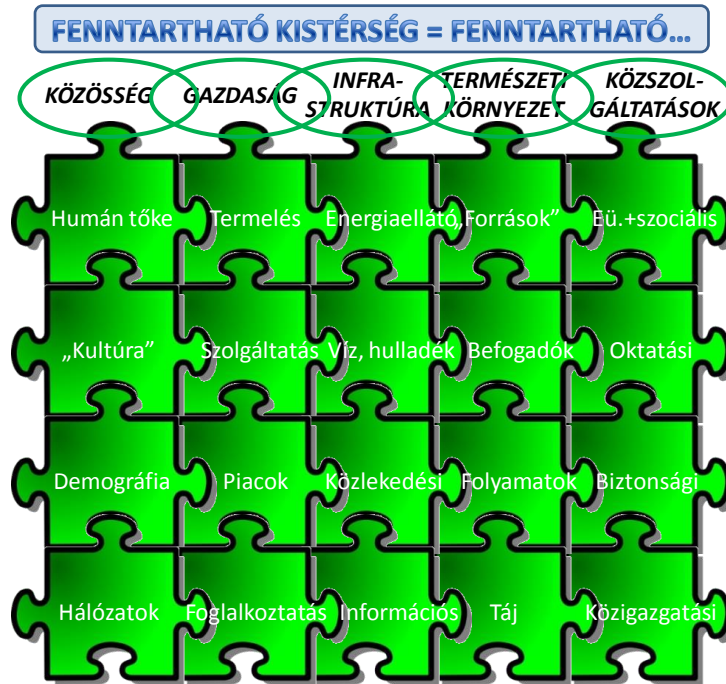 FENNTARTHATÓ KISTÉRSÉG = FENNTARTHATÓ...
KÖZÖSSÉG
GAZDASÁG
INFRA-
STRUKTÚRA
TERMÉSZETI
KÖRNYEZET
KÖZSZOL-
GÁLTATÁSOK
Humán tőke
Termelés
Energiaellátó
„Források”
Eü.+szociális
„Kultúra”
Szolgáltatás
Víz, hulladék
Befogadók
Oktatási
Demográfia
Piacok
Közlekedési
Folyamatok
Biztonsági
Hálózatok
Foglalkoztatás
Információs
Táj
Közigazgatási